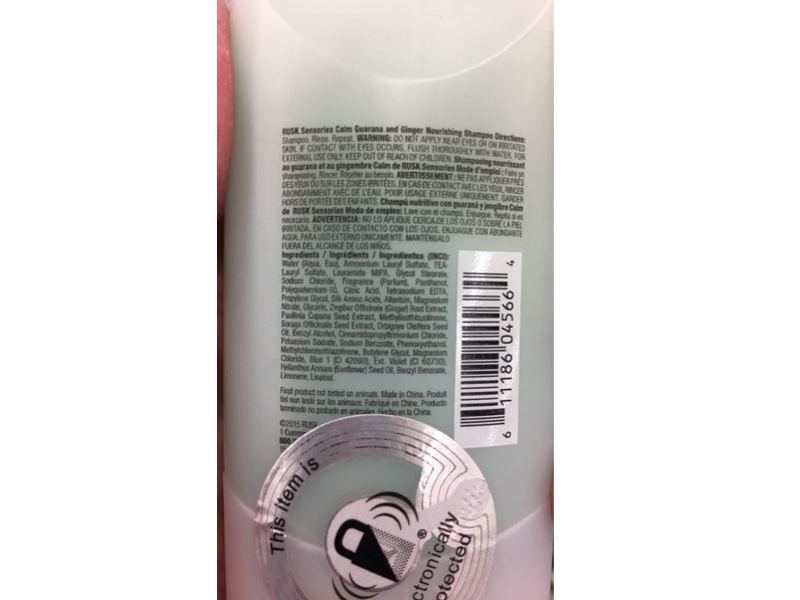 RUSK Sensories Calm Guarana and Ginger Nourishing Shampoo Directions:
Shampoo. Rinse. Repeat. WARNING: DO NOT APPLY NEAR EYES OR ON IRRITATED
SKIN. IF CONTACT WITH EYES OCCURS, FLUSH THOROUGHLY WITH WATER. FOR
EXTERNAL USE ONLY. KEEP OUT OF REACH OF CHILDREN. Shampooing nourrissant
au guarana et au gingembre Calm de RUSK Sensories Mode d'emploi : Faire un
shampooing. Rincer. Répéter au besoin. AVERTISSEMENT : NE PAS APPLIQUER PRÈS
DES YEUX OU SUR LES ZONES IRRITÉES. EN CAS DE CONTACT AVEC LES YEUX, RINCER
ABONDAMMENT AVEC DE L'EAU. POUR USAGE EXTERNE UNIQUEMENT. GARDER
HORS DE PORTÉE DES ENFANTS. Champú nutritivo con guaraná y jengibre Calm
de RUSK Sensories Modo de empleo: Lave con el champú. Enjuague. Repita si es
necesario. ADVERTENCIA: NO LO APLIQUE CERCA DE LOS OJOS O SOBRE LA PIEL
IRRITADA. EN CASO DE CONTACTO CON LOS OJOS, ENJUAGUE CON ABUNDANTE
AGUA. PARA USO EXTERNO ÚNICAMENTE. MANTÉNGALO
FUERA DEL ALCANCE DE LOS NIÑOS.
Ingredients / Ingrédients / Ingredientes (INCI):
Water (Aqua, Eau), Ammonium Lauryl Sulfate, TEA-
Lauryl Sulfate, Lauramide MIPA, Glycol Stearate,
Sodium Chloride, Fragrance (Parfum), Panthenol,
Polyquaternium-10, Citric Acid, Tetrasodium EDTA,
Propylene Glycol, Silk Amino Acids, Allantoin, Magnesium
Nitrate, Glycerin, Zingiber Officinale (Ginger) Root Extract,
Paullinia Cupana Seed Extract, Methylisothiazolinone,
Borago Officinalis Seed Extract, Orbignya Oleifera Seed
Oil, Benzyl Alcohol, Cinnamidopropyltrimonium Chloride,
Potassium Sorbate, Sodium Benzoate, Phenoxyethanol,
Methylchloroisothiazolinone, Butylene Glycol, Magnesium
Chloride, Blue 1 (CI 42090), Ext. Violet (CI 60730),
Helianthus Annuus (Sunflower) Seed Oil, Benzyl Benzoate,
Limonene, Linalool.
Final product not tested on animals. Made in China. Produit
fini non testé sur les animaux. Fabriqué en Chine. Producto
terminado no probado en animales. Hecho en la China.
©2015 RUSK
1 Cummi
800
6 11186 04566 4
This item is
ctronically
otected
®